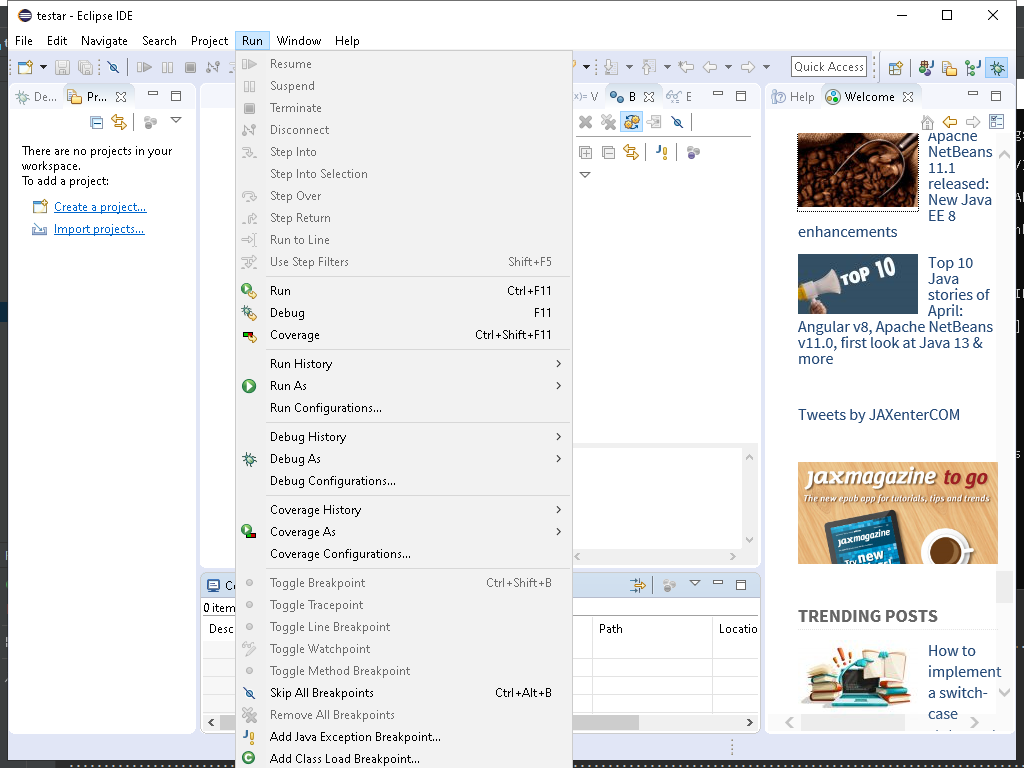 testar - Eclipse IDE
File Edit Navigate Search Project Run Window Help
Quick Access
De... Pr...
There are no projects in your
workspace.
To add a project:
Create a project...
Import projects...
Resume
Suspend
Terminate
Disconnect
Step Into
Step Into Selection
Step Over
Step Return
Run to Line
Use Step Filters Shift+F5
Run Ctrl+F11
Debug F11
Coverage Ctrl+Shift+F11
Run History
Run As
Run Configurations...
Debug History
Debug As
Debug Configurations...
Coverage History
Coverage As
Coverage Configurations...
Toggle Breakpoint Ctrl+Shift+B
Toggle Tracepoint
Toggle Line Breakpoint
Toggle Watchpoint
Toggle Method Breakpoint
Skip All Breakpoints Ctrl+Alt+B
Remove All Breakpoints
Add Java Exception Breakpoint...
Add Class Load Breakpoint...
(x)= V B E
0 item
Desc Path Locatio
Help Welcome
Apache
NetBeans
11.1
released:
New Java
EE 8
enhancements
TOP 10
Top 10
Java
stories of
April:
Angular v8, Apache NetBeans
v11.0, first look at Java 13 &
more
Tweets by JAXenterCOM
jaxmagazine to go
The new epub app for tutorials, tips and trends
jaxmagazine
Try new
TRENDING POSTS
How to
implement
a switch-
case